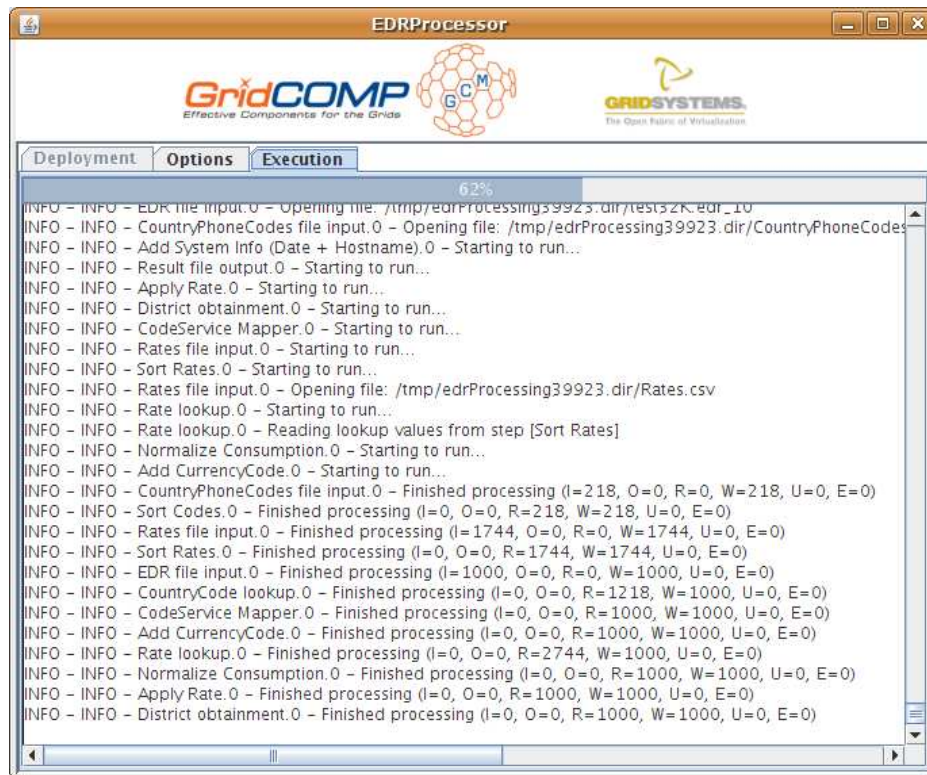 EDRProcessor
GridCOMP
Effective Components for the Grids
G C M
GRIDSYSTEMS.
The Open Fabric of Virtualization
Deployment
Options
Execution
62%
INFO - INFO - EDR file input.0 - Opening file: /tmp/edrProcessing39923.dir/test32K.edr_10
INFO - INFO - CountryPhoneCodes file input.0 - Opening file: /tmp/edrProcessing39923.dir/CountryPhoneCodes
INFO - INFO - Add System Info (Date + Hostname).0 - Starting to run...
INFO - INFO - Result file output.0 - Starting to run...
INFO - INFO - Apply Rate.0 - Starting to run...
INFO - INFO - District obtainment.0 - Starting to run...
INFO - INFO - CodeService Mapper.0 - Starting to run...
INFO - INFO - Rates file input.0 - Starting to run...
INFO - INFO - Sort Rates.0 - Starting to run...
INFO - INFO - Rates file input.0 - Opening file: /tmp/edrProcessing39923.dir/Rates.csv
INFO - INFO - Rate lookup.0 - Starting to run...
INFO - INFO - Rate lookup.0 - Reading lookup values from step [Sort Rates]
INFO - INFO - Normalize Consumption.0 - Starting to run...
INFO - INFO - Add CurrencyCode.0 - Starting to run...
INFO - INFO - CountryPhoneCodes file input.0 - Finished processing (I=218, O=0, R=0, W=218, U=0, E=0)
INFO - INFO - Sort Codes.0 - Finished processing (I=0, O=0, R=218, W=218, U=0, E=0)
INFO - INFO - Rates file input.0 - Finished processing (I=1744, O=0, R=0, W=1744, U=0, E=0)
INFO - INFO - Sort Rates.0 - Finished processing (I=0, O=0, R=1744, W=1744, U=0, E=0)
INFO - INFO - EDR file input.0 - Finished processing (I=1000, O=0, R=0, W=1000, U=0, E=0)
INFO - INFO - CountryCode lookup.0 - Finished processing (I=0, O=0, R=1218, W=1000, U=0, E=0)
INFO - INFO - CodeService Mapper.0 - Finished processing (I=0, O=0, R=1000, W=1000, U=0, E=0)
INFO - INFO - Add CurrencyCode.0 - Finished processing (I=0, O=0, R=1000, W=1000, U=0, E=0)
INFO - INFO - Rate lookup.0 - Finished processing (I=0, O=0, R=2744, W=1000, U=0, E=0)
INFO - INFO - Normalize Consumption.0 - Finished processing (I=0, O=0, R=1000, W=1000, U=0, E=0)
INFO - INFO - Apply Rate.0 - Finished processing (I=0, O=0, R=1000, W=1000, U=0, E=0)
INFO - INFO - District obtainment.0 - Finished processing (I=0, O=0, R=1000, W=1000, U=0, E=0)